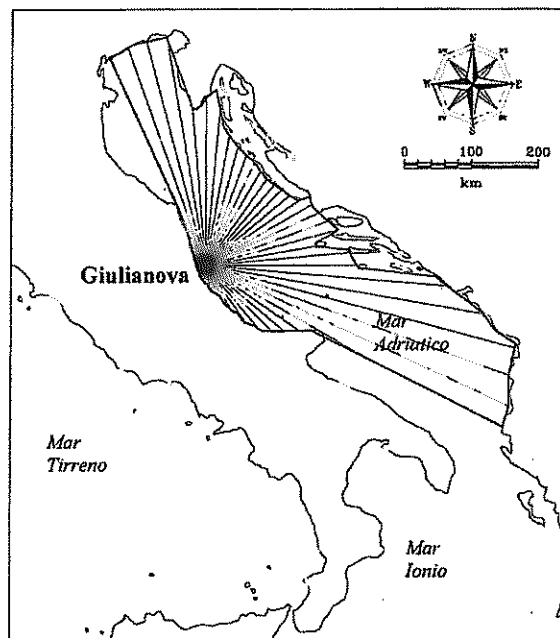 N
W
E
S
0
100
200
km
Giulianova
Mar
Adriatico
Mar
Tirreno
Mar
Ionio